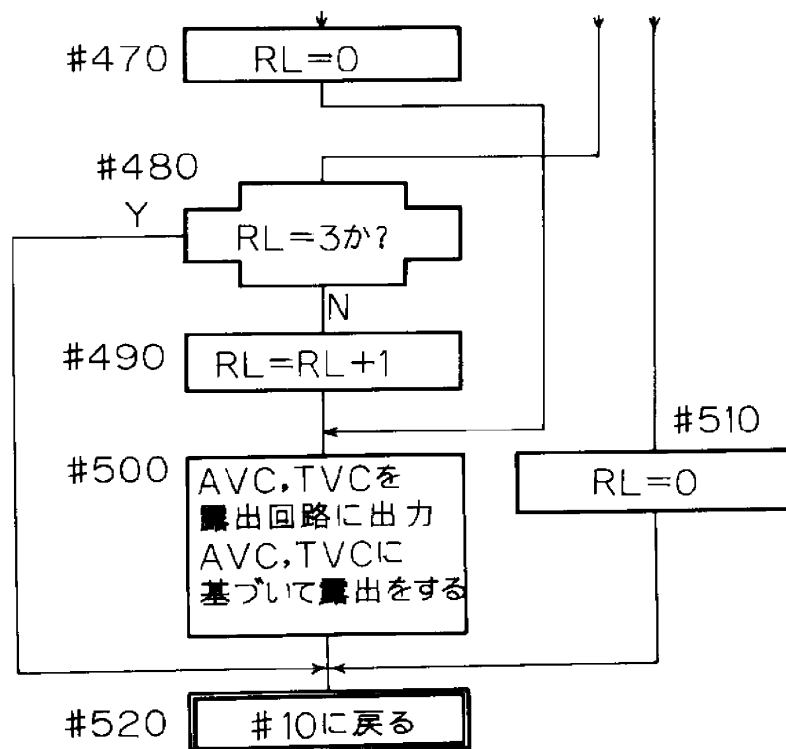 #470
RL=0
#480
Y
RL=3か?
N
#490
RL=RL+1
#510
RL=0
#500
AVC,TVCを
露出回路に出力
AVC,TVCに
基づいて露出をする
#520
#10に戻る